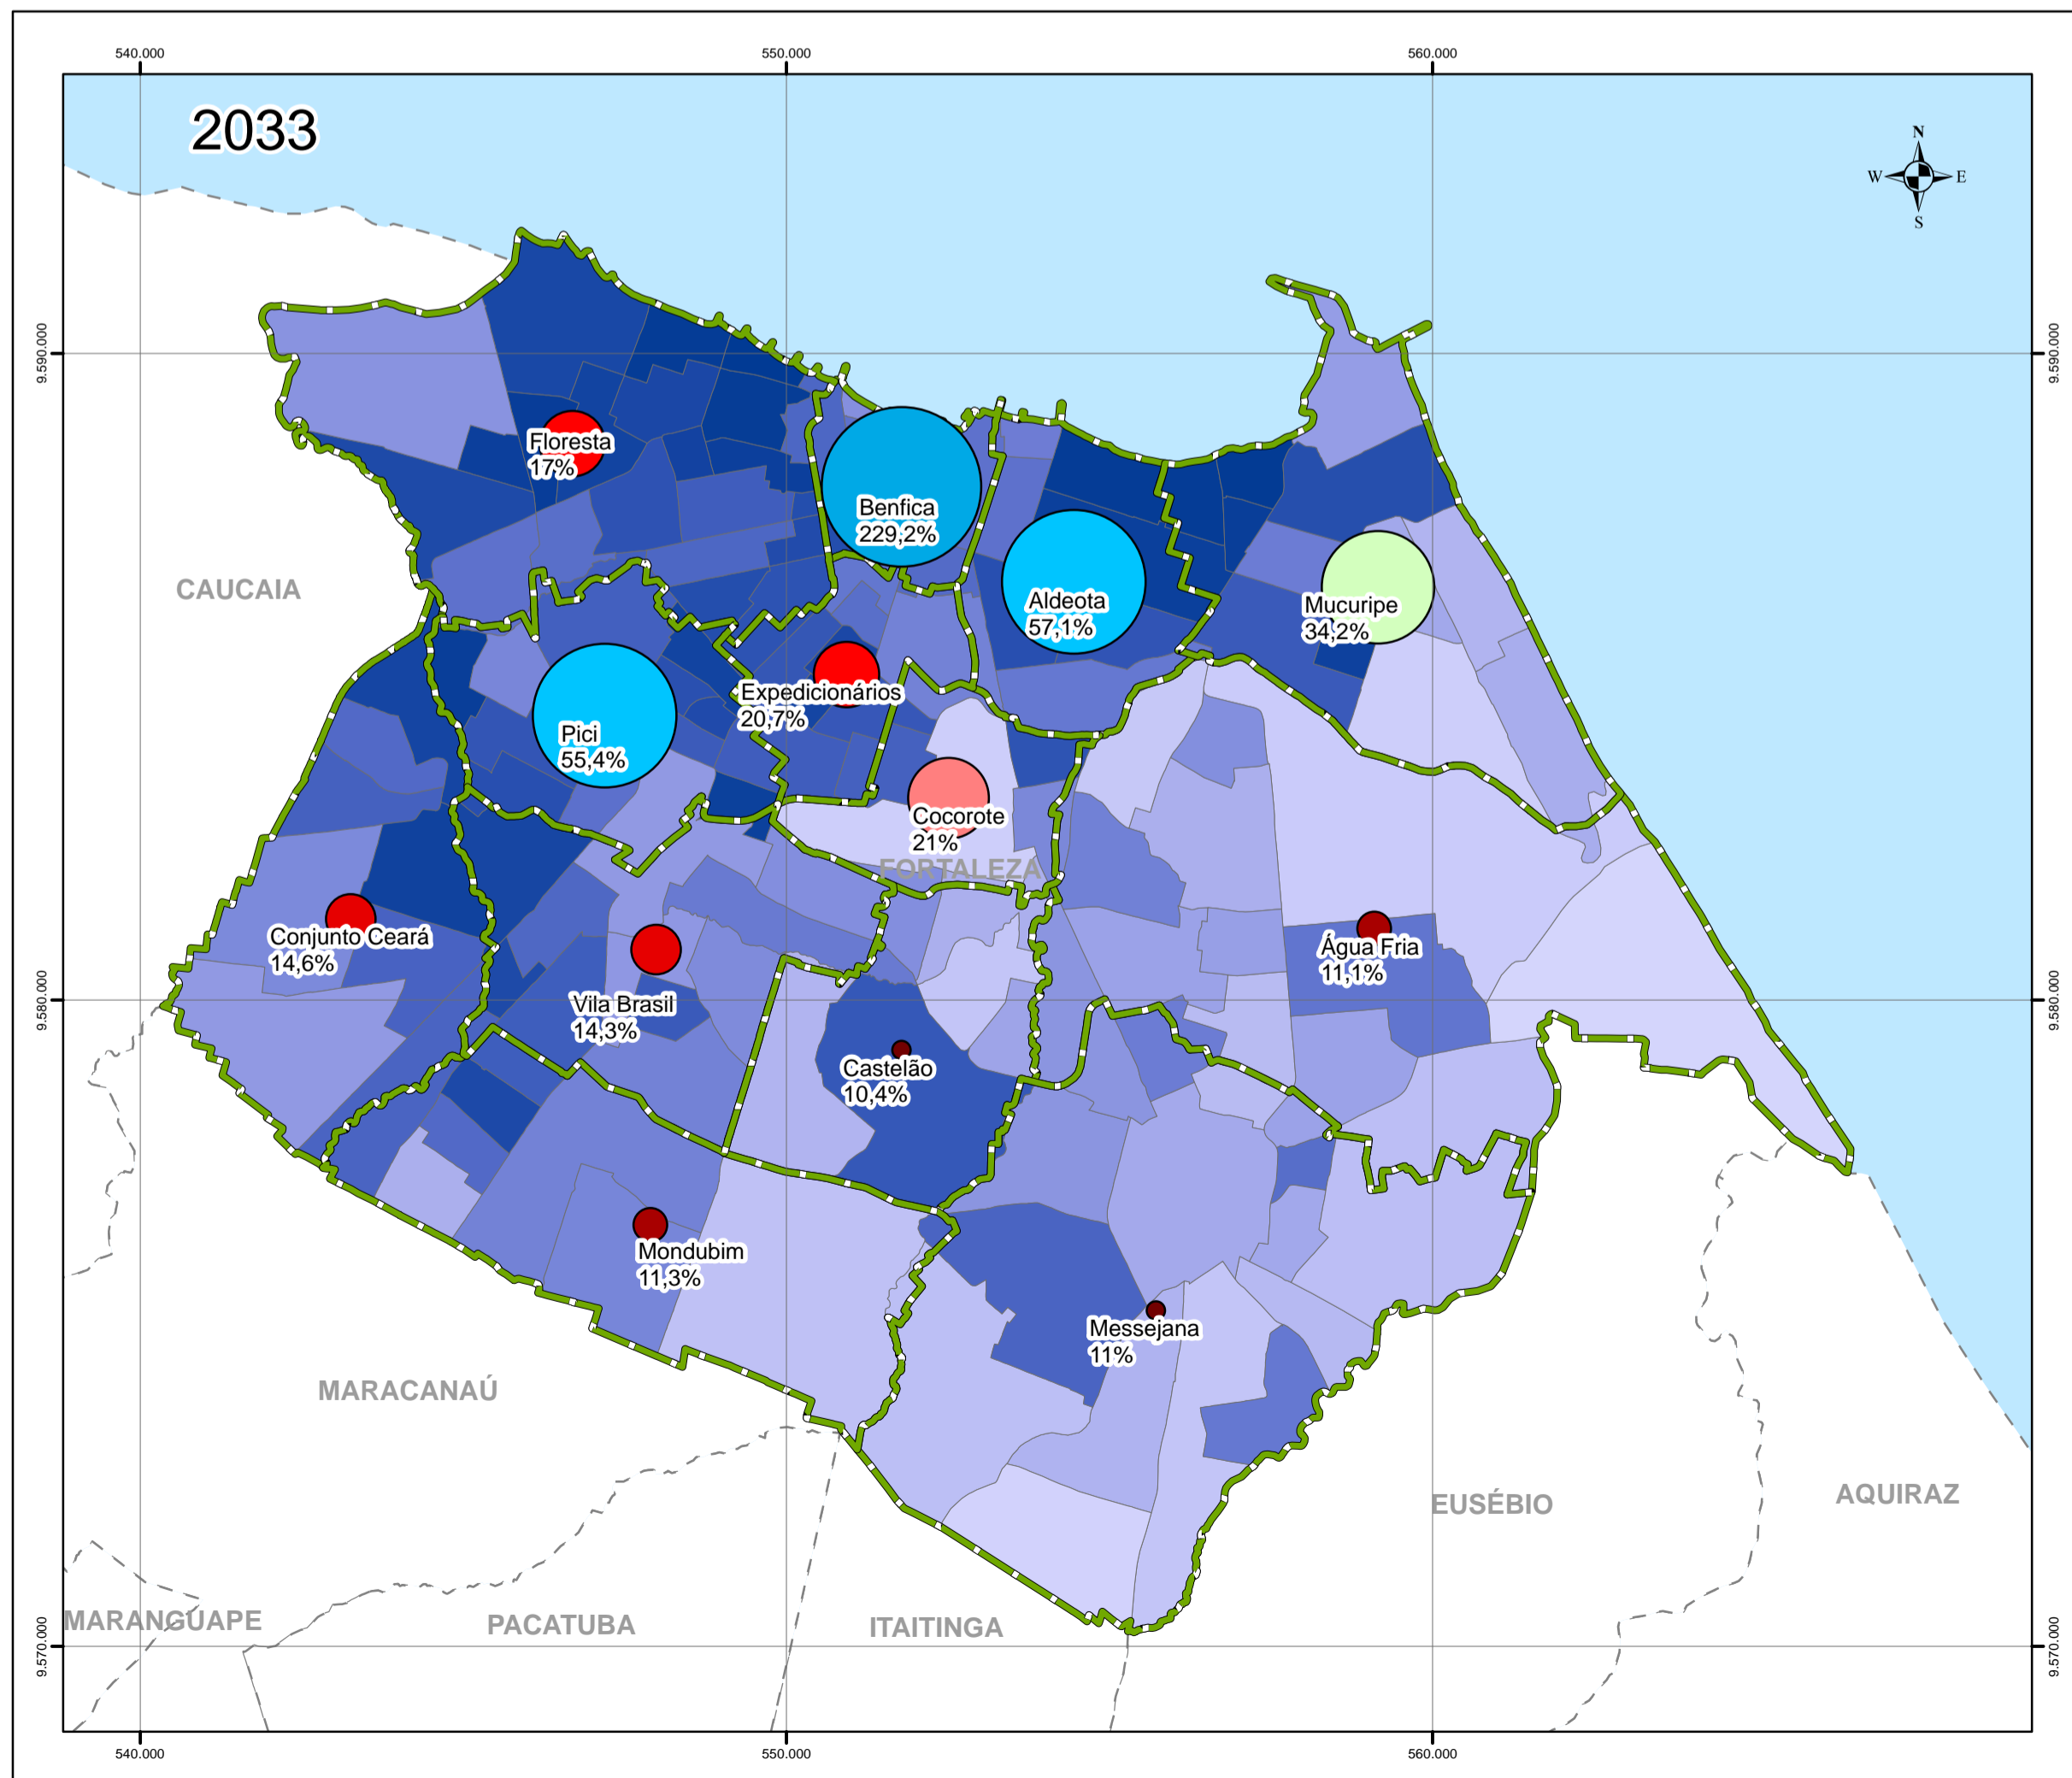 540.000
550.000
560.000
2033
N
W
E
S
9.590.000
9.590.000
Floresta
17%
Benfica
229,2%
CAUCAIA
Aldeota
57,1%
Mucuripe
34,2%
Expedicionários
20,7%
Pici
55,4%
Cocorote
21%
FORTALEZA
Conjunto Ceará
14,6%
Água Fria
11,1%
Vila Brasil
14,3%
9.580.000
9.580.000
Castelão
10,4%
Mondubim
11,3%
Messejana
11%
MARACANAÚ
EUSÉBIO
AQUIRAZ
MARANGUAPE
PACATUBA
ITAITINGA
9.570.000
9.570.000
540.000
550.000
560.000